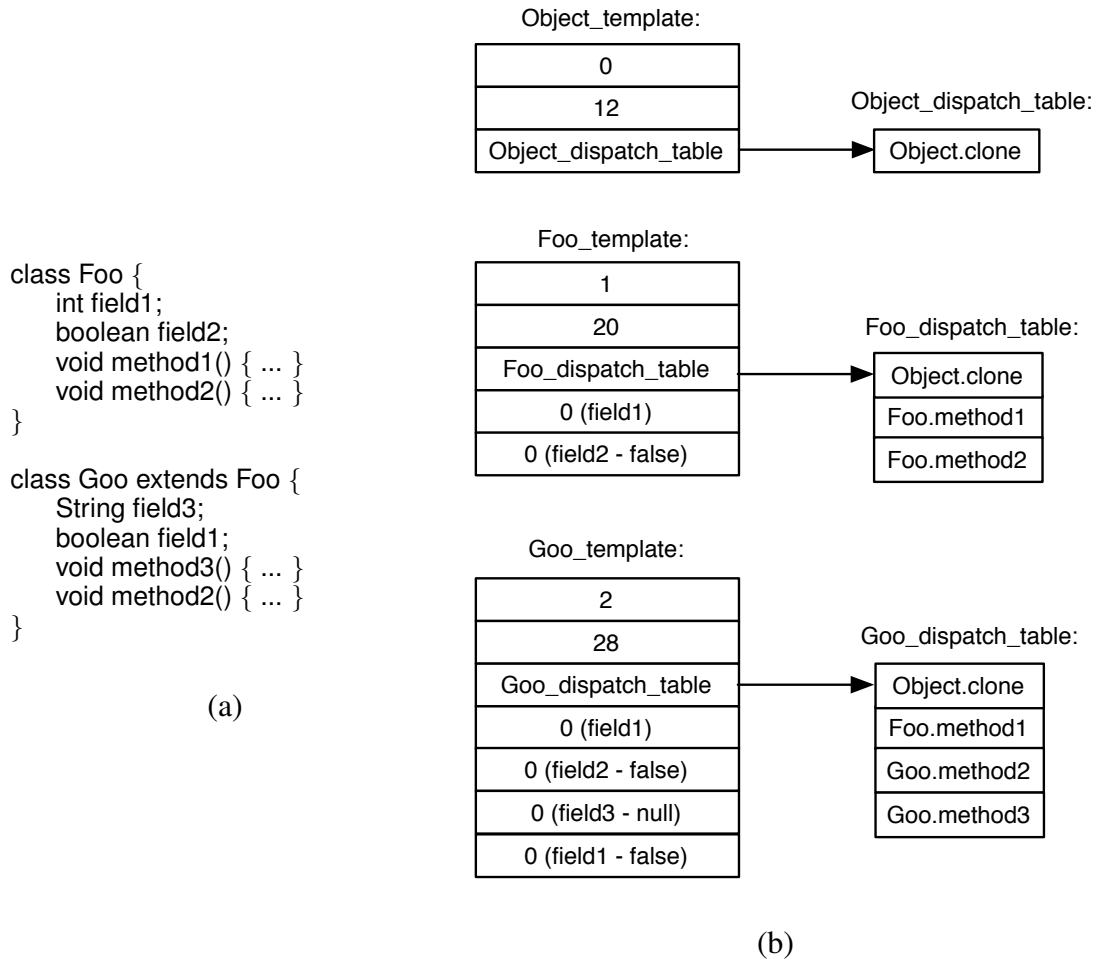 class Foo {
int field1;
boolean field2;
void method1() { ... }
void method2() { ... }
}
class Goo extends Foo {
String field3;
boolean field1;
void method3() { ... }
void method2() { ... }
}
(a)
Object_template:
0
12
Object_dispatch_table
Object_dispatch_table:
Object.clone
Foo_template:
1
20
Foo_dispatch_table
0 (field1)
0 (field2 - false)
Foo_dispatch_table:
Object.clone
Foo.method1
Foo.method2
Goo_template:
2
28
Goo_dispatch_table
0 (field1)
0 (field2 - false)
0 (field3 - null)
0 (field1 - false)
Goo_dispatch_table:
Object.clone
Foo.method1
Goo.method2
Goo.method3
(b)